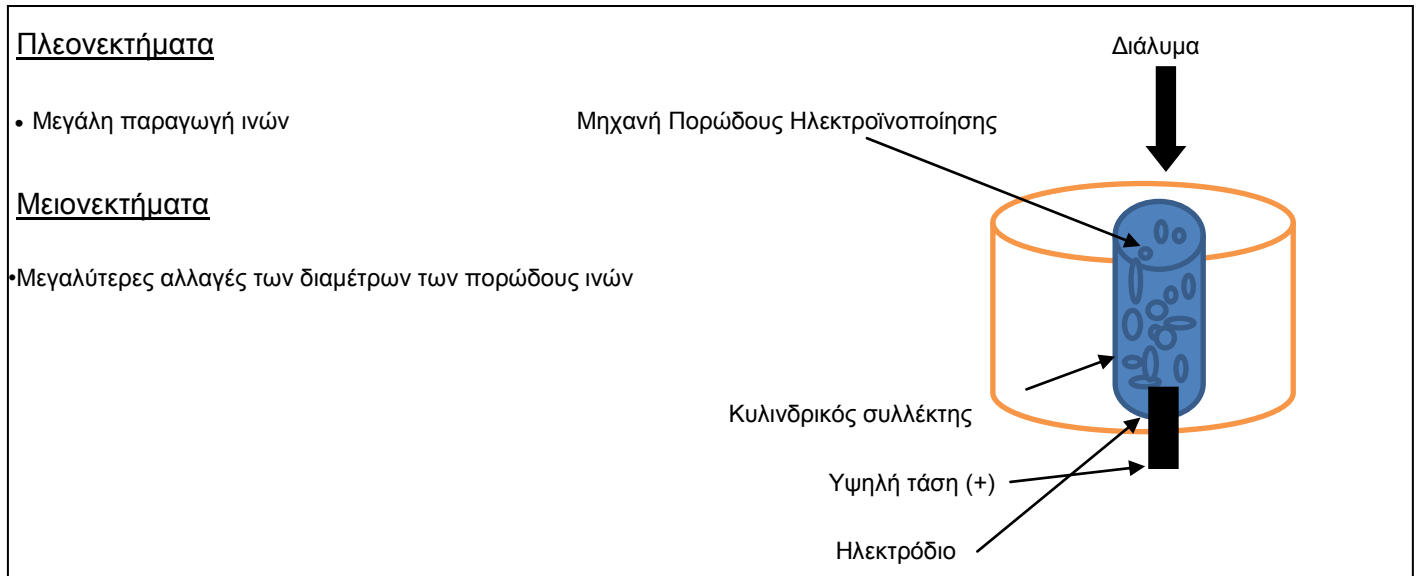 Πλεονεκτήματα
Διάλυμα
• Μεγάλη παραγωγή ινών
Μηχανή Πορώδους Ηλεκτροϊνοποίησης
Μειονεκτήματα
•Μεγαλύτερες αλλαγές των διαμέτρων των πορώδους ινών
Κυλινδρικός συλλέκτης
Υψηλή τάση (+)
Ηλεκτρόδιο